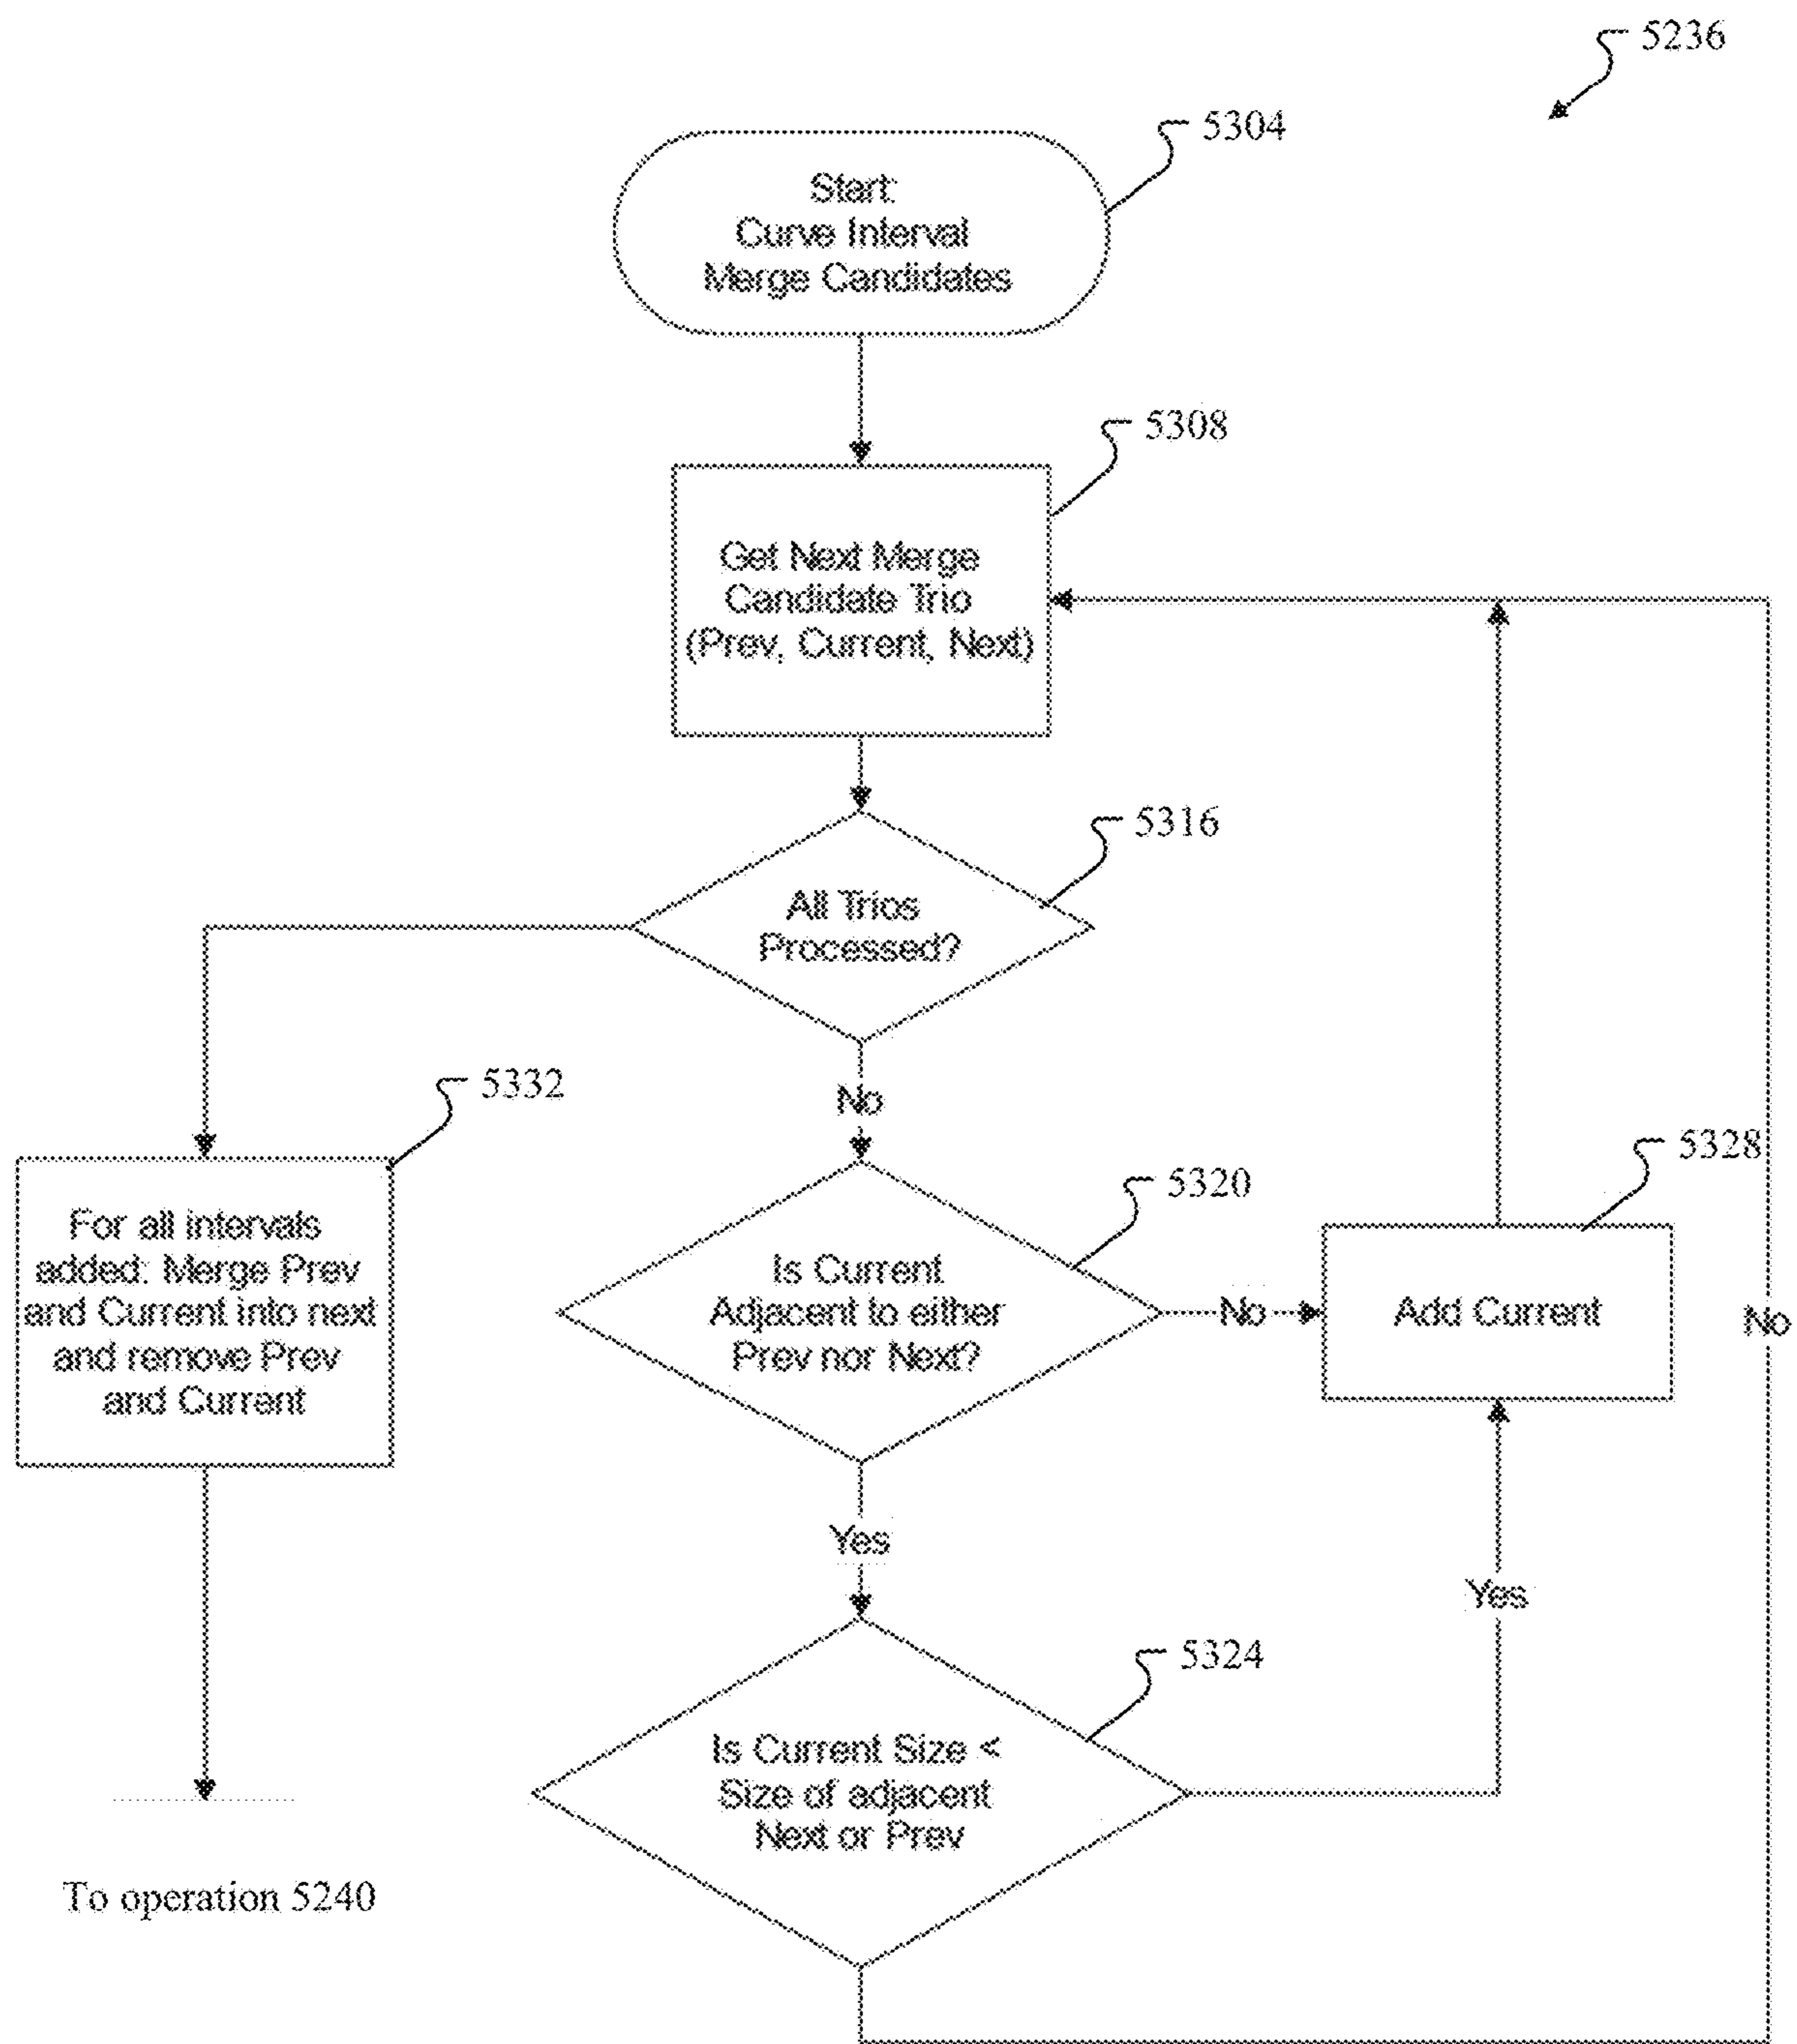 5236
5304
Start:
Curve Interval
Merge Candidates
5308
Get Next Merge
Candidate Trio
(Prev, Current, Next)
5316
All Trios
Processed?
No
5332
For all intervals
added: Merge Prev
and Current into next
and remove Prev
and Current
5320
Is Current
Adjacent to either
Prev nor Next?
No
5328
Add Current
No
Yes
Yes
5324
Is Current Size <
Size of adjacent
Next or Prev
To operation 5240